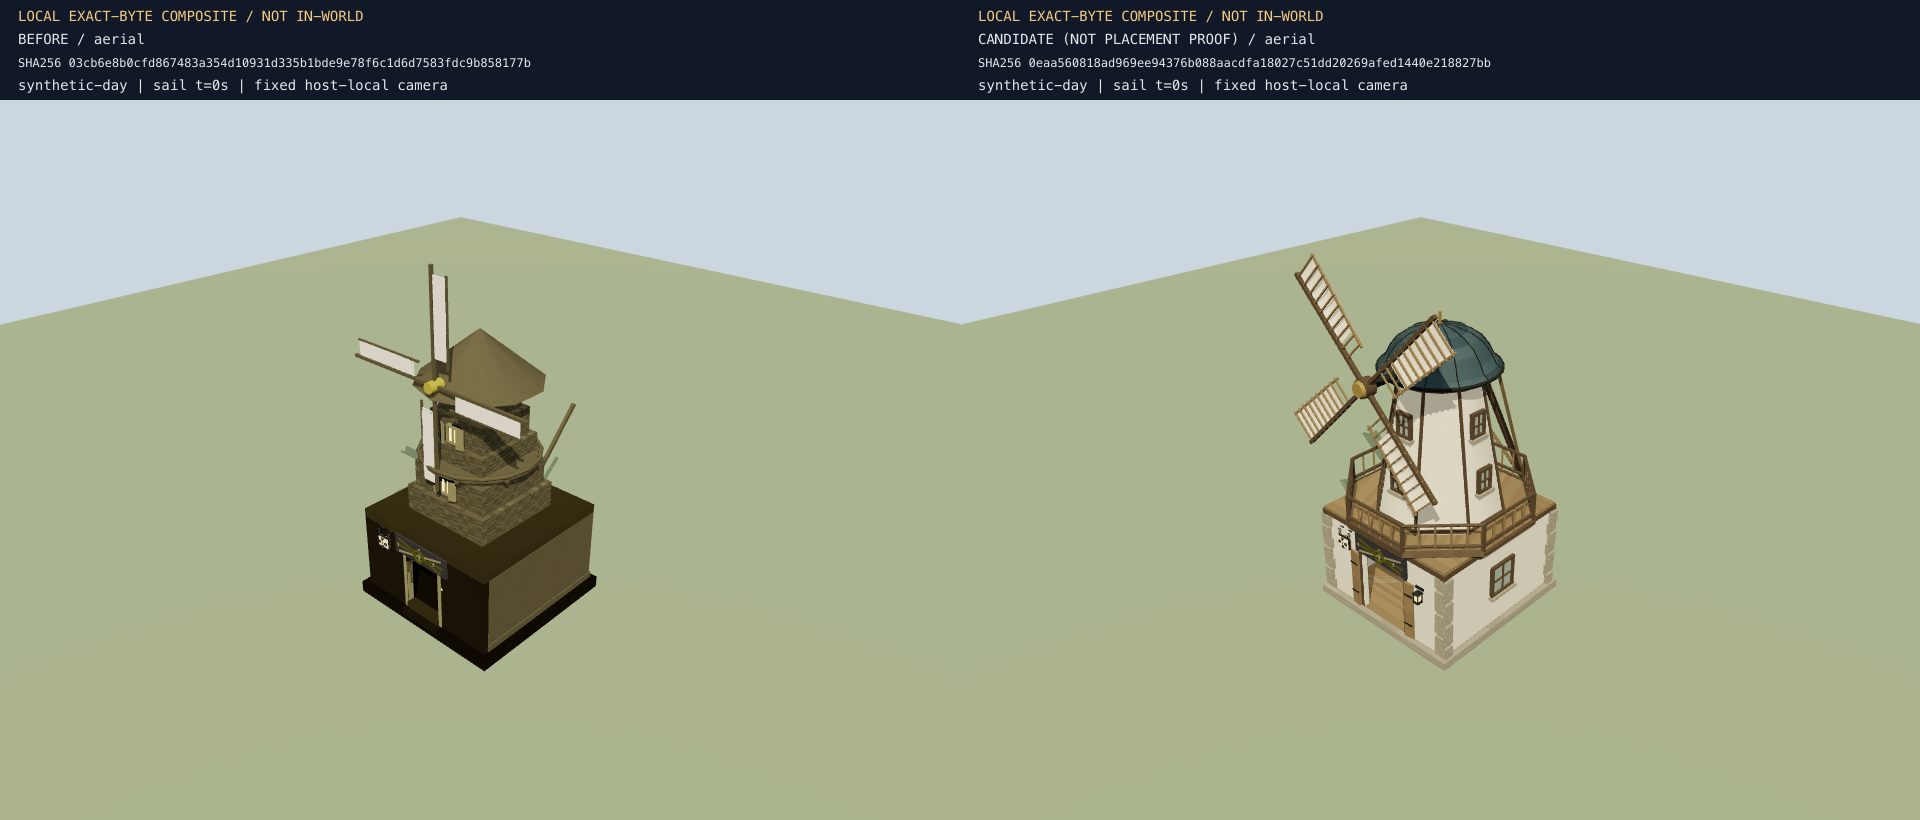 LOCAL EXACT-BYTE COMPOSITE / NOT IN-WORLD
BEFORE / aerial
SHA256 03cb6e8b0cfd867483a354d10931d335b1bde9e78f6c1d6d7583fdc9b858177b
synthetic-day | sail t=0s | fixed host-local camera
LOCAL EXACT-BYTE COMPOSITE / NOT IN-WORLD
CANDIDATE (NOT PLACEMENT PROOF) / aerial
SHA256 0eaa560818ad969ee94376b088aacdfa18027c51dd20269afed1440e218827bb
synthetic-day | sail t=0s | fixed host-local camera